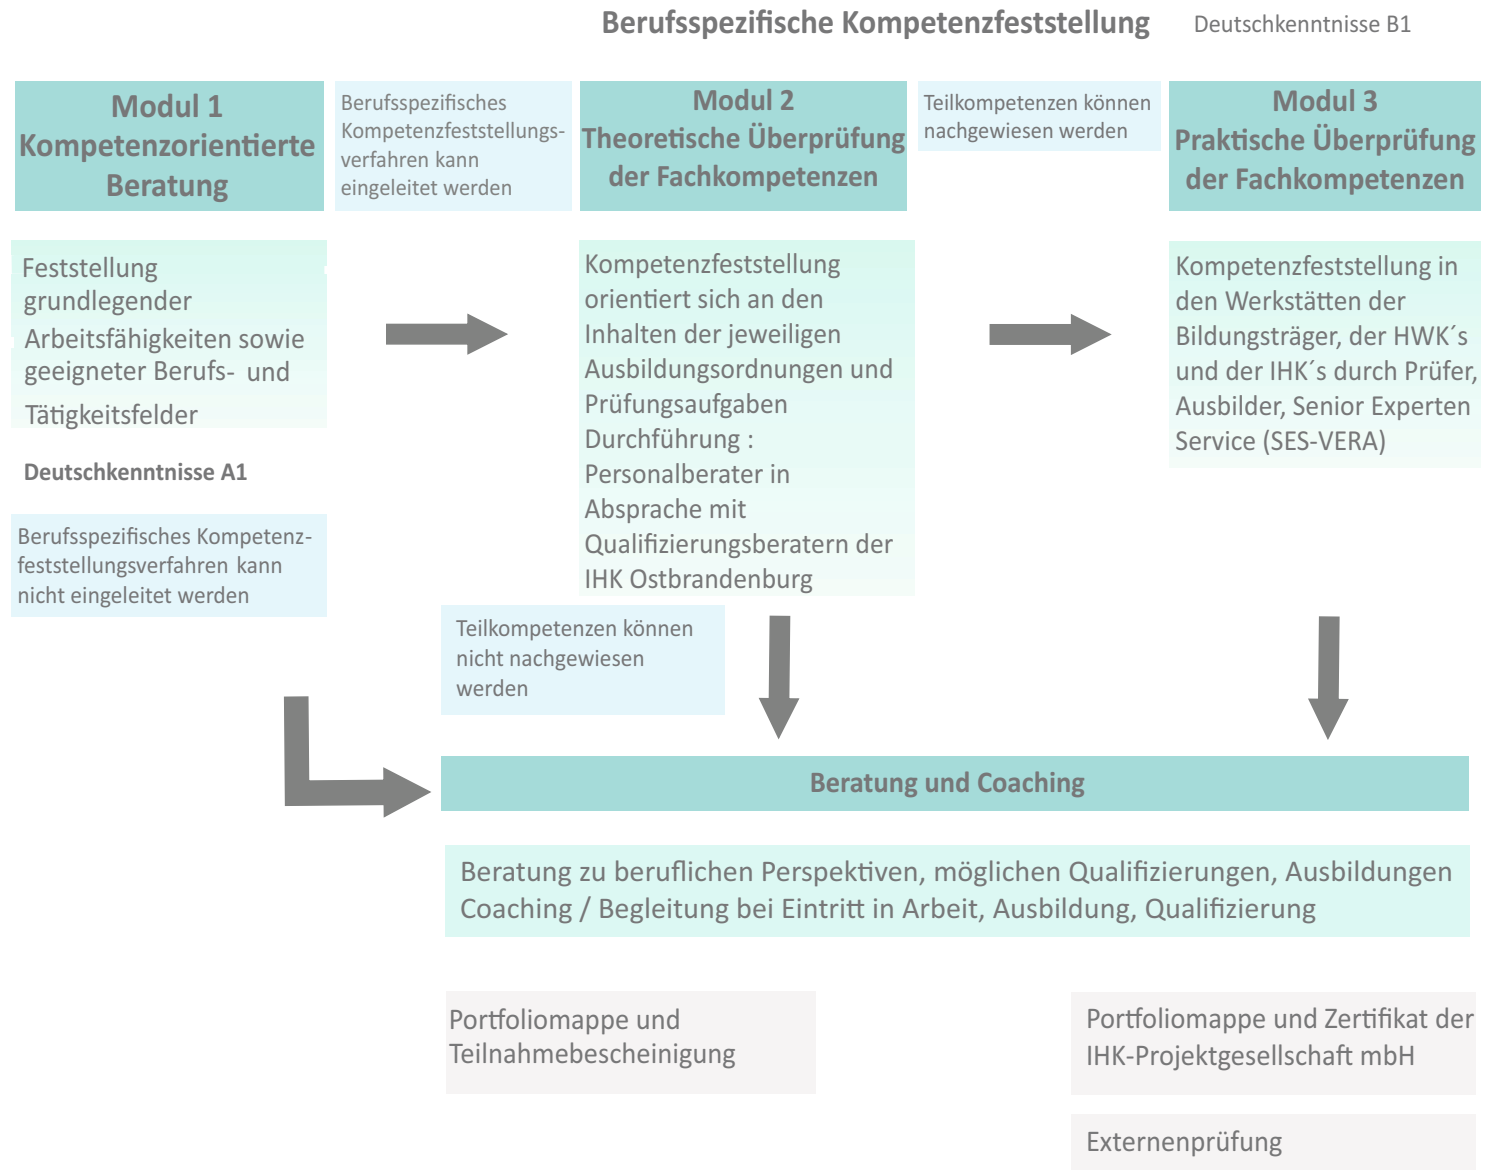 Berufsspezifische Kompetenzfeststellung
Deutschkenntnisse B1
Modul 1
Kompetenzorientierte
Beratung
Berufsspezifisches
Kompetenzfeststellungs-
verfahren kann
eingeleitet werden
Modul 2
Theoretische Überprüfung
der Fachkompetenzen
Teilkompetenzen können
nachgewiesen werden
Modul 3
Praktische Überprüfung
der Fachkompetenzen
Feststellung
grundlegender
Arbeitsfähigkeiten sowie
geeigneter Berufs- und
Tätigkeitsfelder
Deutschkenntnisse A1
Berufsspezifisches Kompetenz-
feststellungsverfahren kann
nicht eingeleitet werden
Kompetenzfeststellung
orientiert sich an den
Inhalten der jeweiligen
Ausbildungsordnungen und
Prüfungsaufgaben
Durchführung :
Personalberater in
Absprache mit
Qualifizierungsberatern der
IHK Ostbrandenburg
Kompetenzfeststellung in
den Werkstätten der
Bildungsträger, der HWK´s
und der IHK´s durch Prüfer,
Ausbilder, Senior Experten
Service (SES-VERA)
Teilkompetenzen können
nicht nachgewiesen
werden
Beratung und Coaching
Beratung zu beruflichen Perspektiven, möglichen Qualifizierungen, Ausbildungen
Coaching / Begleitung bei Eintritt in Arbeit, Ausbildung, Qualifizierung
Portfoliomappe und
Teilnahmebescheinigung
Portfoliomappe und Zertifikat der
IHK-Projektgesellschaft mbH
Externenprüfung